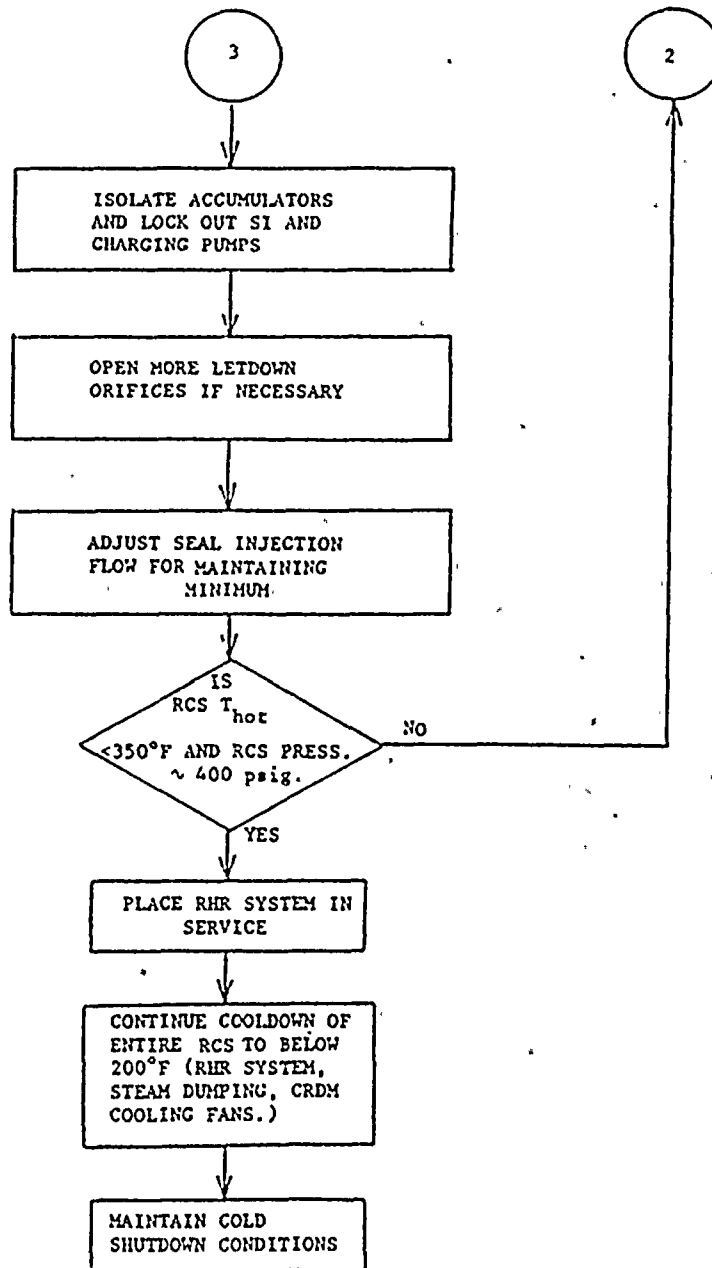 3
2
ISOLATE ACCUMULATORS
AND LOCK OUT SI AND
CHARGING PUMPS
OPEN MORE LETDOWN
ORIFICES IF NECESSARY
ADJUST SEAL INJECTION
FLOW FOR MAINTAINING
MINIMUM
IS
RCS T_hot
<350°F AND RCS PRESS.
~ 400 psig.
NO
YES
PLACE RHR SYSTEM IN
SERVICE
CONTINUE COOLDOWN OF
ENTIRE RCS TO BELOW
200°F (RHR SYSTEM,
STEAM DUMPING, CRDM
COOLING FANS.)
MAINTAIN COLD
SHUTDOWN CONDITIONS